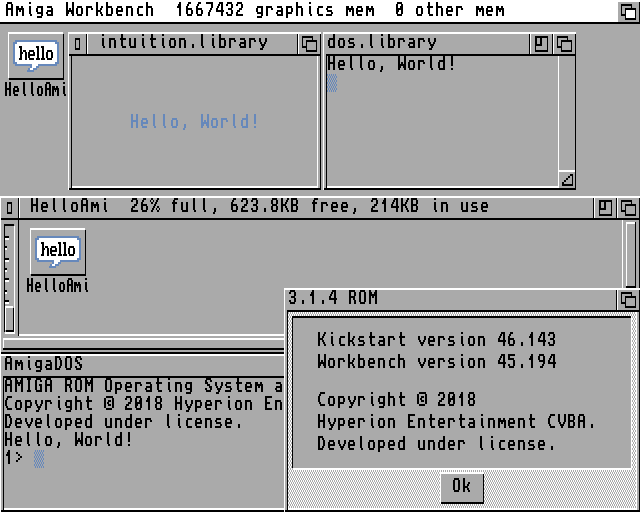 Amiga Workbench 1667432 graphics mem 0 other mem
hello
HelloAmi
intuition.library
Hello, World!
dos.library
Hello, World!
HelloAmi 26% full, 623.8KB free, 214KB in use
hello
HelloAmi
AmigaDOS
AMIGA ROM Operating System a
Copyright © 2018 Hyperion En
Developed under license.
Hello, World!
1>
3.1.4 ROM
Kickstart version 46.143
Workbench version 45.194
Copyright © 2018
Hyperion Entertainment CVBA.
Developed under license.
Ok